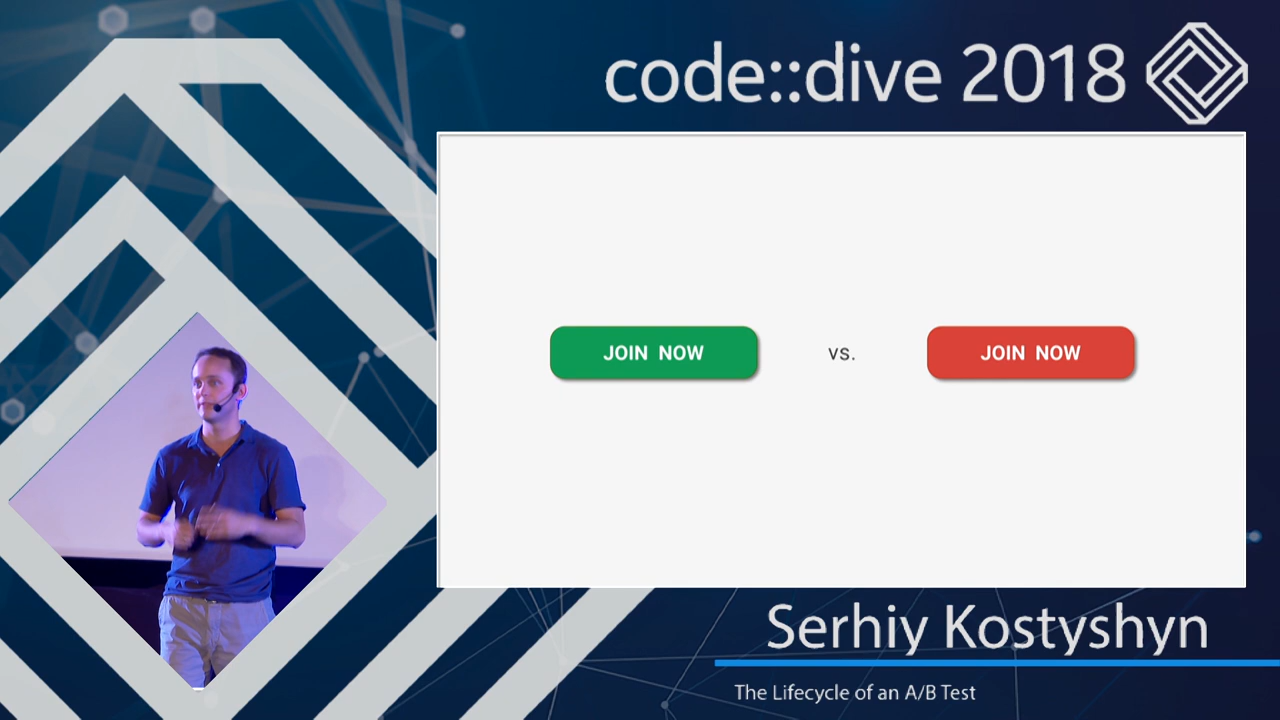 code::dive 2018
JOIN NOW vs. JOIN NOW
Serhiy Kostyshyn
The Lifecycle of an A/B Test